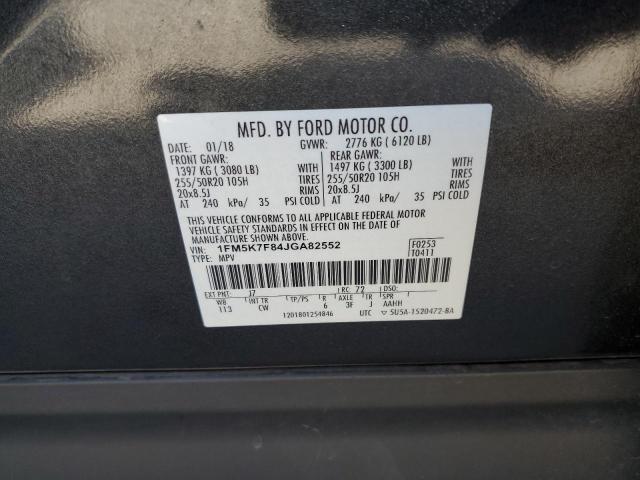 MFD. BY FORD MOTOR CO.
DATE: 01/18 GVWR: 2776 KG ( 6120 LB)
FRONT GAWR: REAR GAWR:
1397 KG ( 3080 LB) WITH 1497 KG ( 3300 LB) WITH
255/50R20 105H TIRES 255/50R20 105H TIRES
20x8.5J RIMS 20x8.5J RIMS
AT 240 kPa/ 35 PSI COLD AT 240 kPa/ 35 PSI COLD
THIS VEHICLE CONFORMS TO ALL APPLICABLE FEDERAL MOTOR
VEHICLE SAFETY AND BUMPER STANDARDS IN EFFECT ON THE DATE OF
MANUFACTURE SHOWN ABOVE.
VIN: 1FM5K7F84JGA82552 F0253
TYPE: MPV T0411
EXT PNT: J7 RC: 72 DSO:
WB INT TR TP/PS R AXLE TR SPR
113 CW 6 3F J AAHH
1201801254846 UTC ▽ 5U5A-1520472-BA